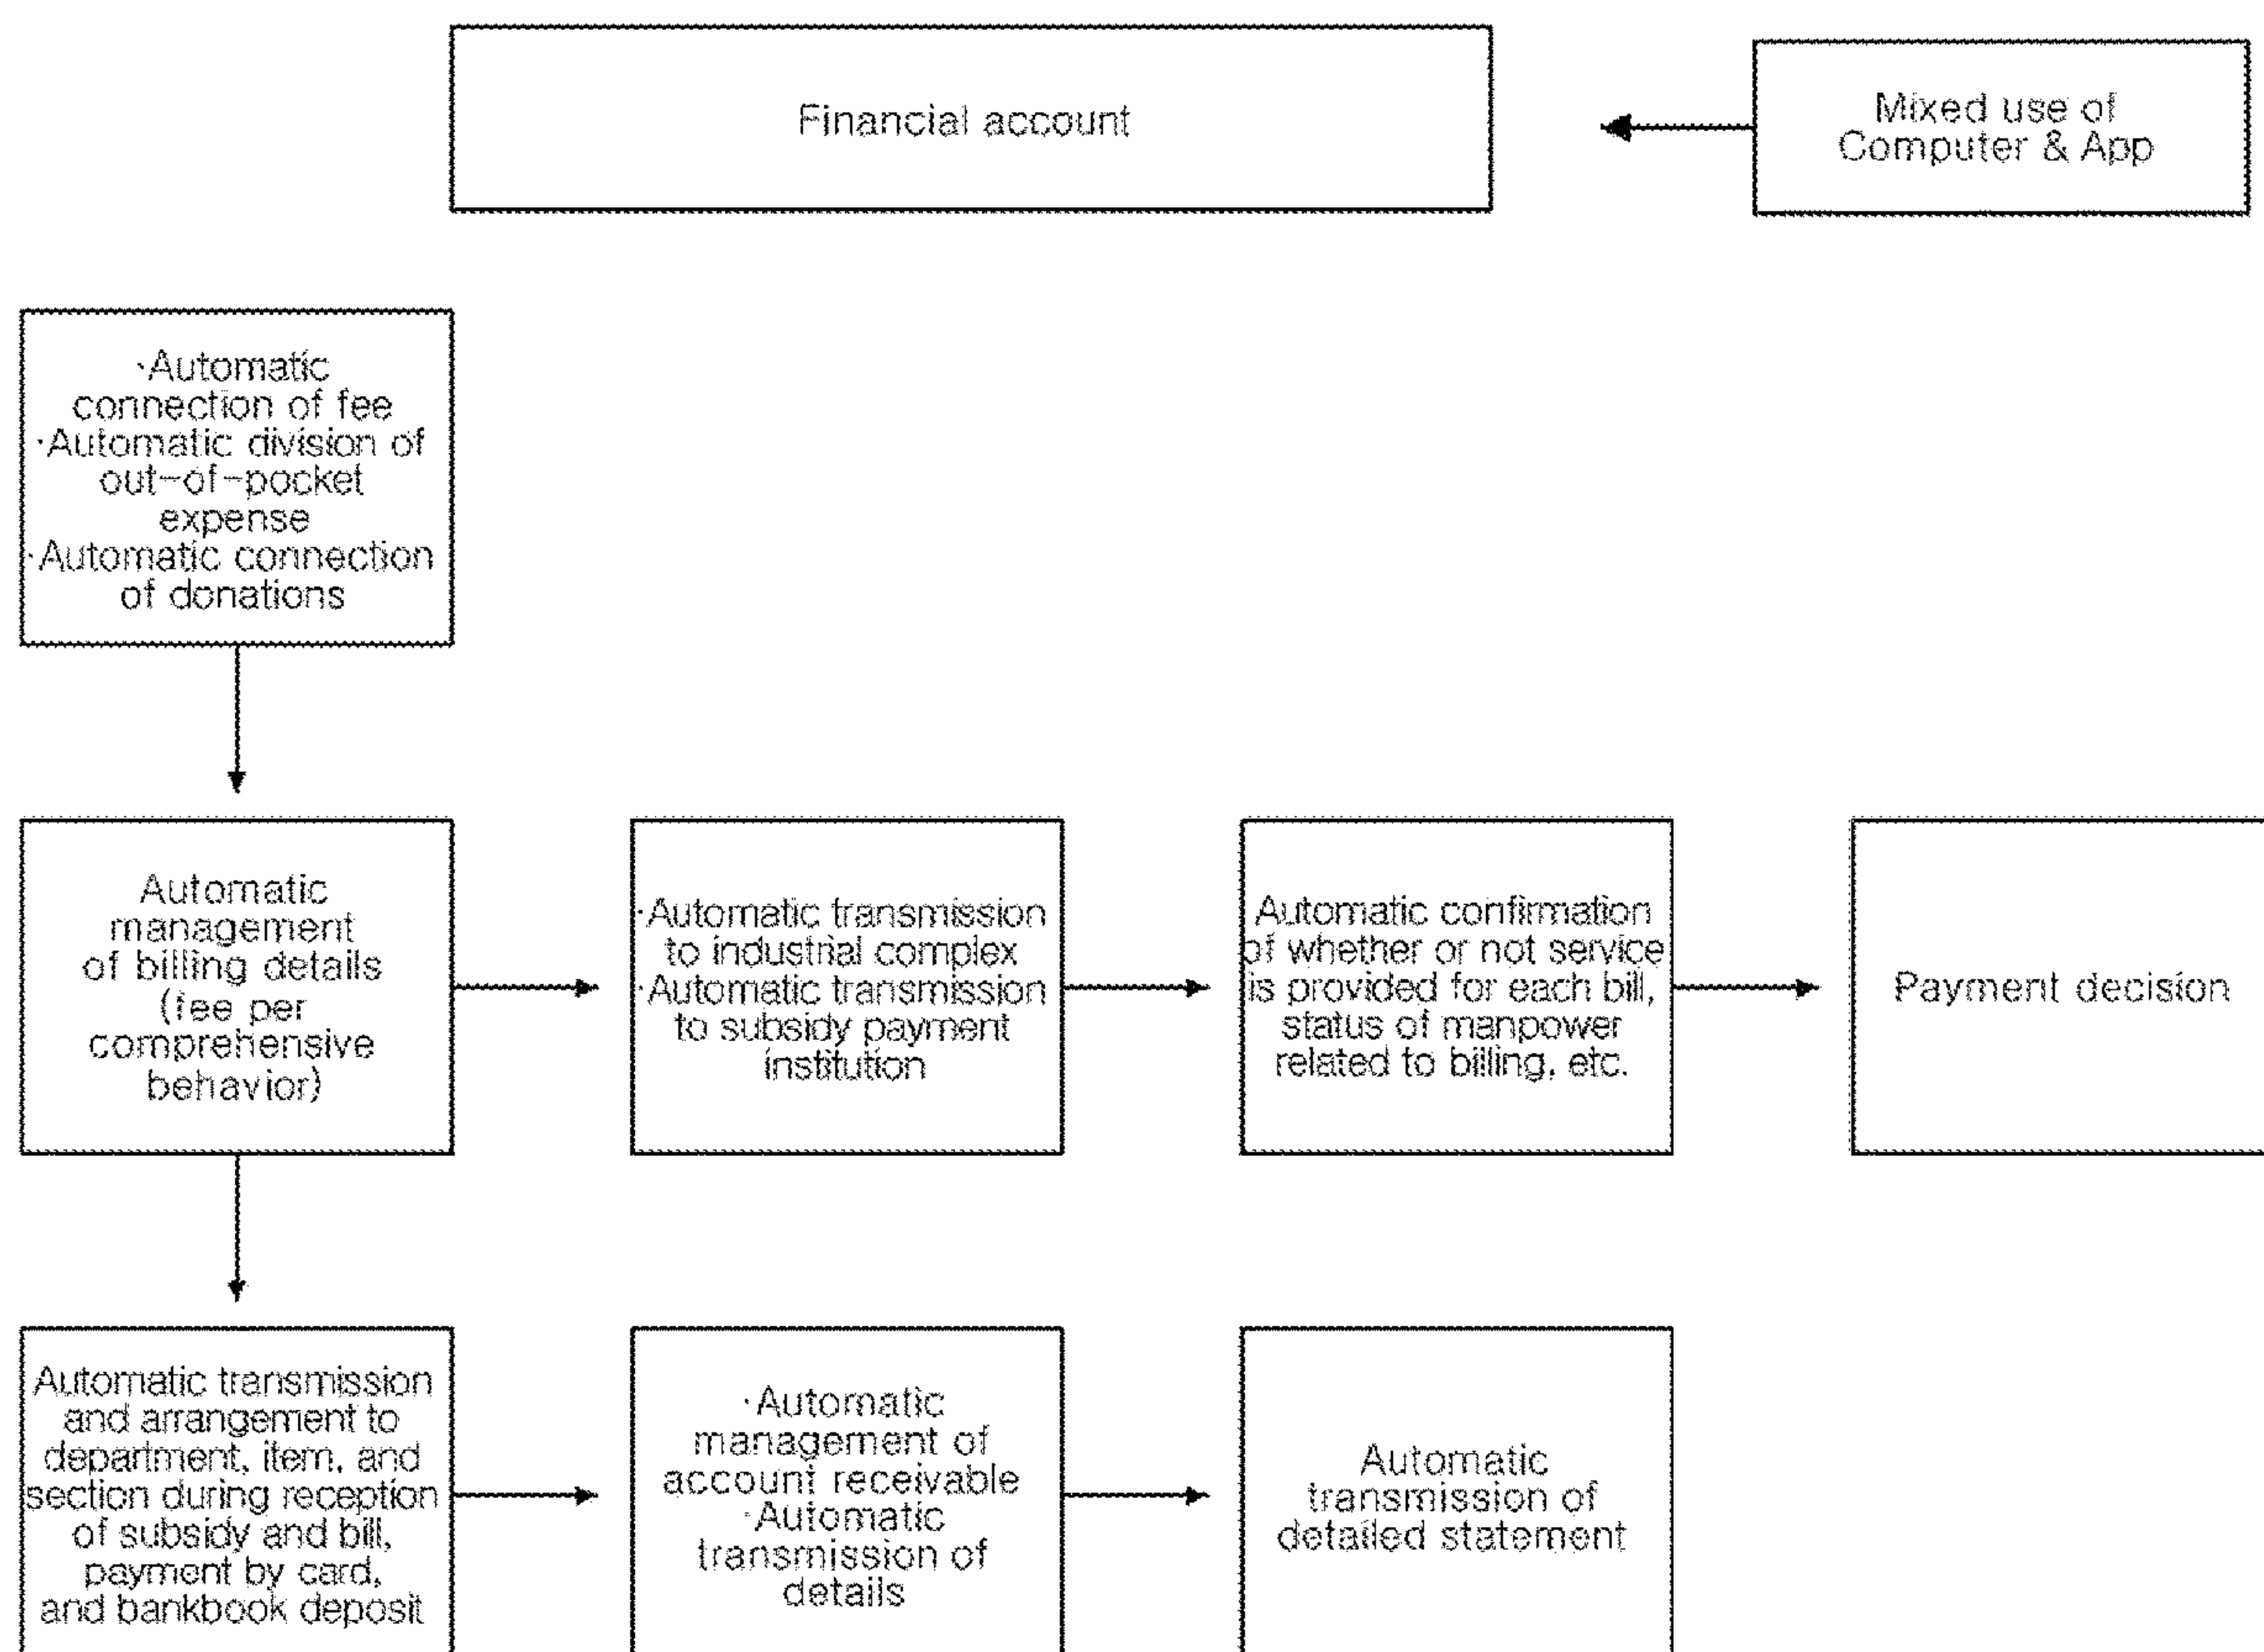 Financial account
Mixed use of
Computer & App
·Automatic
connection of fee
·Automatic division of
out-of-pocket
expense
·Automatic connection
of donations
Automatic
management
of billing details
(fee per
comprehensive
behavior)
·Automatic transmission
to industrial complex
·Automatic transmission
to subsidy payment
institution
Automatic confirmation
of whether or not service
is provided for each bill,
status of manpower
related to billing, etc.
Payment decision
Automatic transmission
and arrangement to
department, item, and
section during reception
of subsidy and bill,
payment by card,
and bankbook deposit
·Automatic
management of
account receivable
·Automatic
transmission of
details
Automatic
transmission of
detailed statement